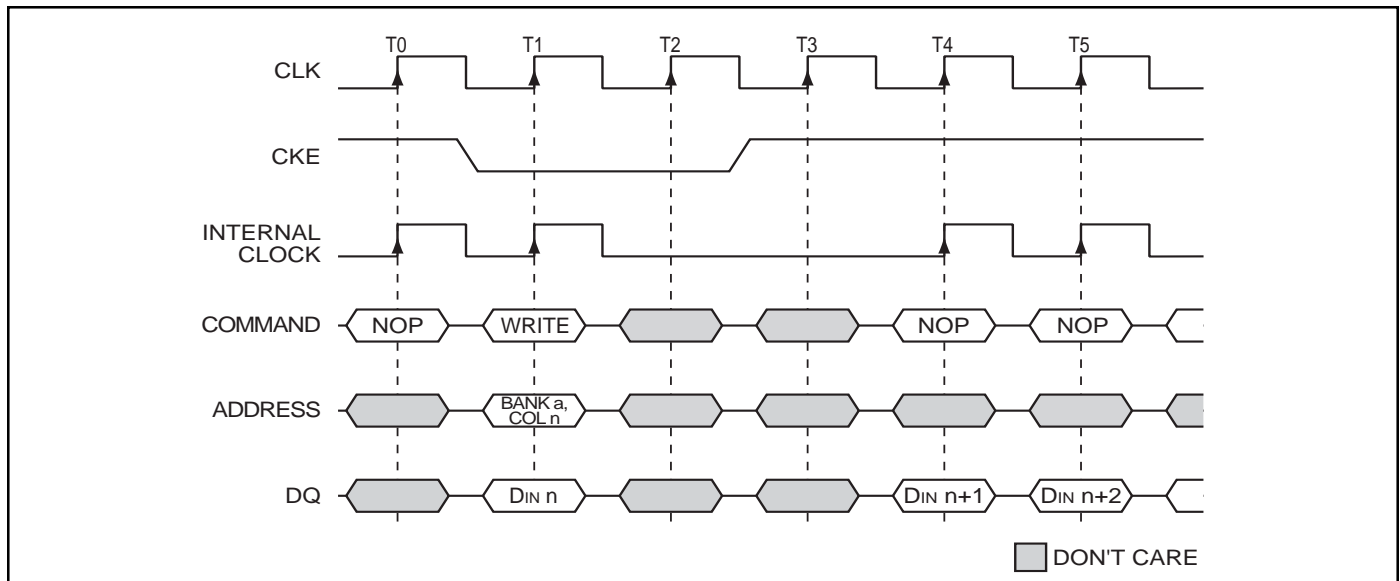 T0 T1 T2 T3 T4 T5
CLK
CKE
INTERNAL
CLOCK
COMMAND NOP WRITE NOP NOP
ADDRESS BANK a,
COL n
DQ DIN n DIN n+1 DIN n+2
DON'T CARE